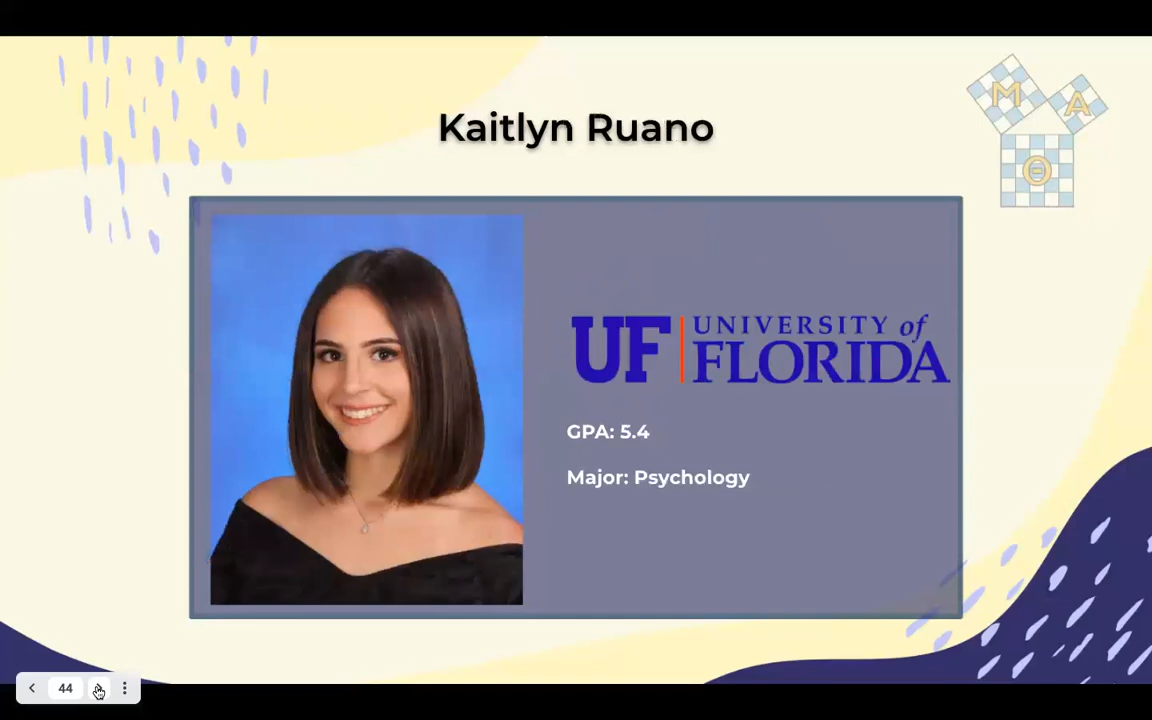 Kaitlyn Ruano
M A
Θ
UF UNIVERSITY of
FLORIDA
GPA: 5.4
Major: Psychology
44